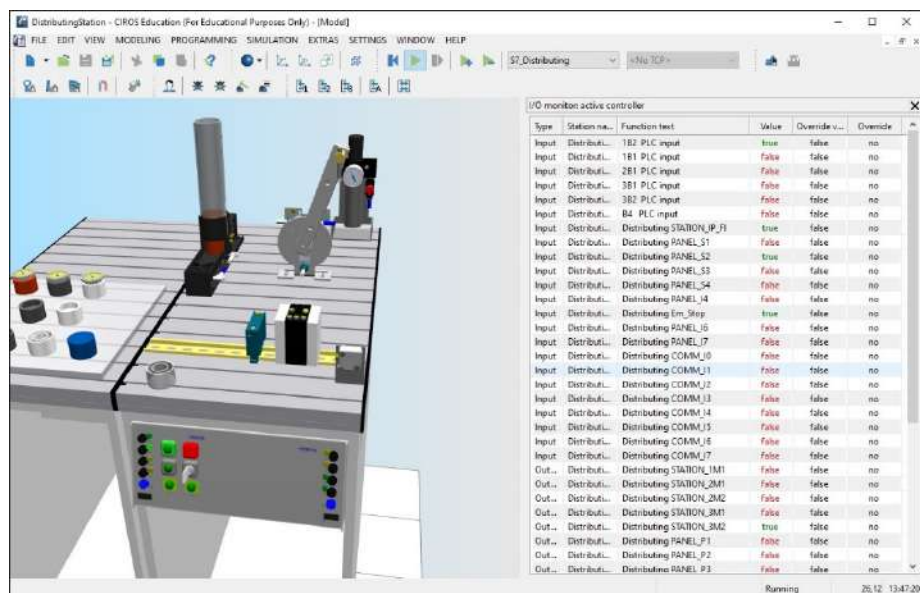 DistributingStation - CIROS Education (For Educational Purposes Only) - [Model]
FILE EDIT VIEW MODELING PROGRAMMING SIMULATION EXTRAS SETTINGS WINDOW HELP
S7_Distributing <No TCP>
I/O monitor: active controller
Type Station na... Function text Value Override v... Override
Input Distributi... 1B2 PLC input true false no
Input Distributi... 1B1 PLC input false false no
Input Distributi... 2B1 PLC input false false no
Input Distributi... 3B1 PLC input false false no
Input Distributi... 3B2 PLC input false false no
Input Distributi... B4 PLC input false false no
Input Distributi... Distributing STATION_IP_FI true false no
Input Distributi... Distributing PANEL_S1 false false no
Input Distributi... Distributing PANEL_S2 true false no
Input Distributi... Distributing PANEL_S3 false false no
Input Distributi... Distributing PANEL_S4 false false no
Input Distributi... Distributing PANEL_I4 false false no
Input Distributi... Distributing Em_Stop true false no
Input Distributi... Distributing PANEL_I6 false false no
Input Distributi... Distributing PANEL_I7 false false no
Input Distributi... Distributing COMM_I0 false false no
Input Distributi... Distributing COMM_I1 false false no
Input Distributi... Distributing COMM_I2 false false no
Input Distributi... Distributing COMM_I3 false false no
Input Distributi... Distributing COMM_I4 false false no
Input Distributi... Distributing COMM_I5 false false no
Input Distributi... Distributing COMM_I6 false false no
Input Distributi... Distributing COMM_I7 false false no
Out... Distributi... Distributing STATION_1M1 false false no
Out... Distributi... Distributing STATION_2M1 false false no
Out... Distributi... Distributing STATION_2M2 false false no
Out... Distributi... Distributing STATION_3M1 false false no
Out... Distributi... Distributing STATION_3M2 true false no
Out... Distributi... Distributing PANEL_P1 false false no
Out... Distributi... Distributing PANEL_P2 false false no
Out... Distributi... Distributing PANEL_P3 false false no
Running 26,12 13:47:20